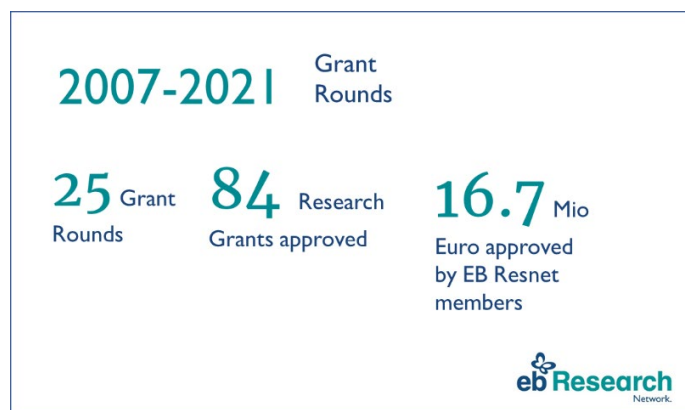 2007-2021 Grant
Rounds
25 Grant
Rounds
84 Research
Grants approved
16.7 Mio
Euro approved
by EB Resnet
members
eb Research
Network.